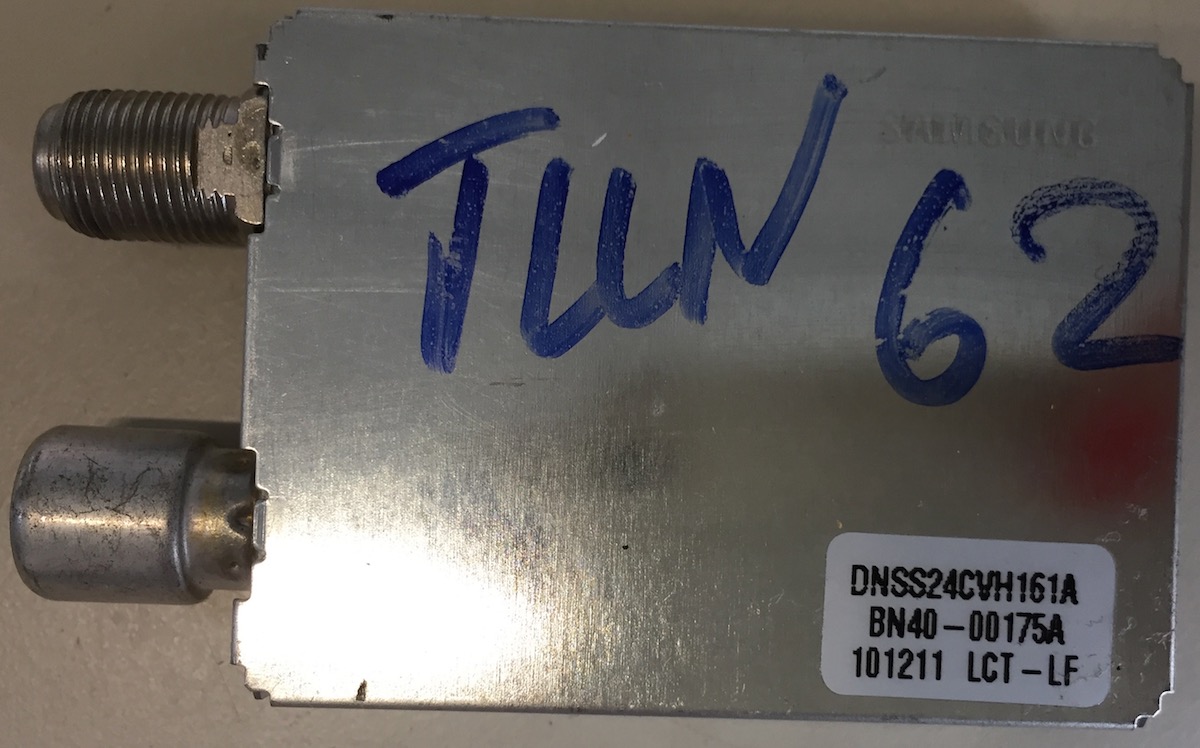 SAMSUNG
TUN 62
DNSS24CVH161A
BN40-00175A
101211 LCT-LF